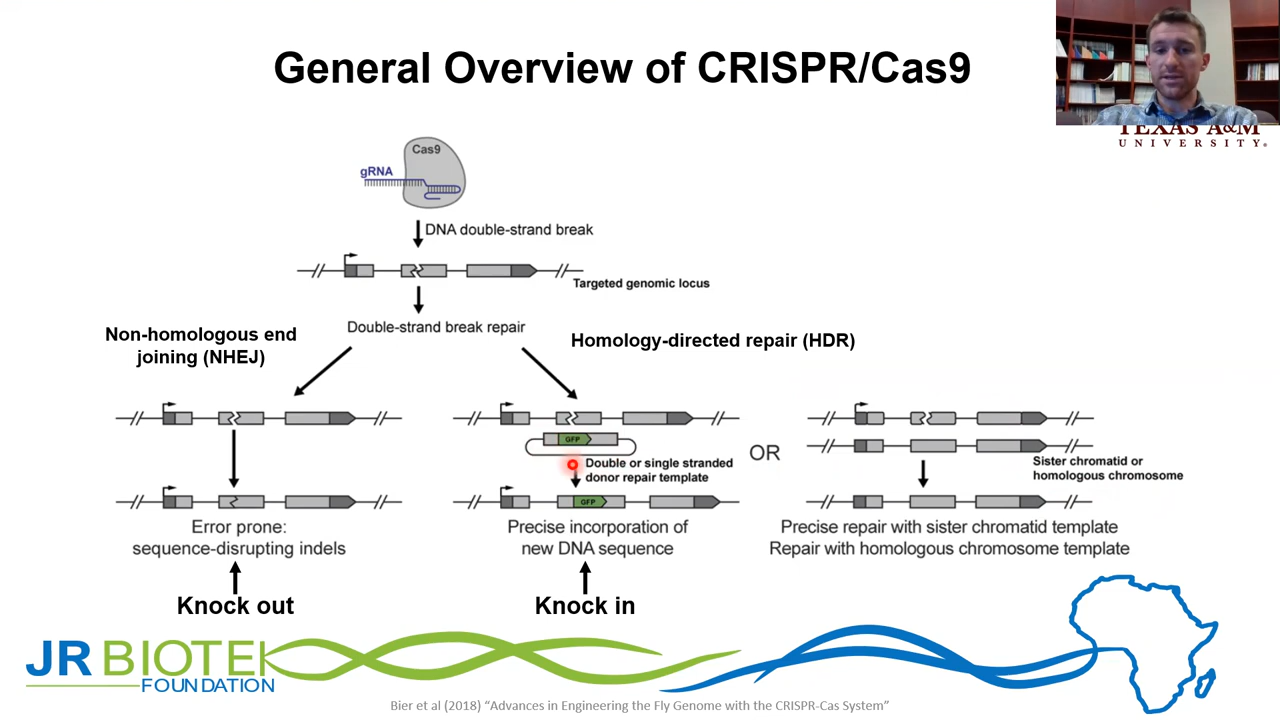 General Overview of CRISPR/Cas9
TEXAS A&M
UNIVERSITY®
Cas9
gRNA
DNA double-strand break
Targeted genomic locus
Double-strand break repair
Non-homologous end
joining (NHEJ)
Homology-directed repair (HDR)
GFP
Double or single stranded
donor repair template
OR
Sister chromatid or
homologous chromosome
GFP
Error prone:
sequence-disrupting indels
Precise incorporation of
new DNA sequence
Precise repair with sister chromatid template
Repair with homologous chromosome template
Knock out
Knock in
JR BIOTEK
FOUNDATION
Bier et al (2018) “Advances in Engineering the Fly Genome with the CRISPR-Cas System”